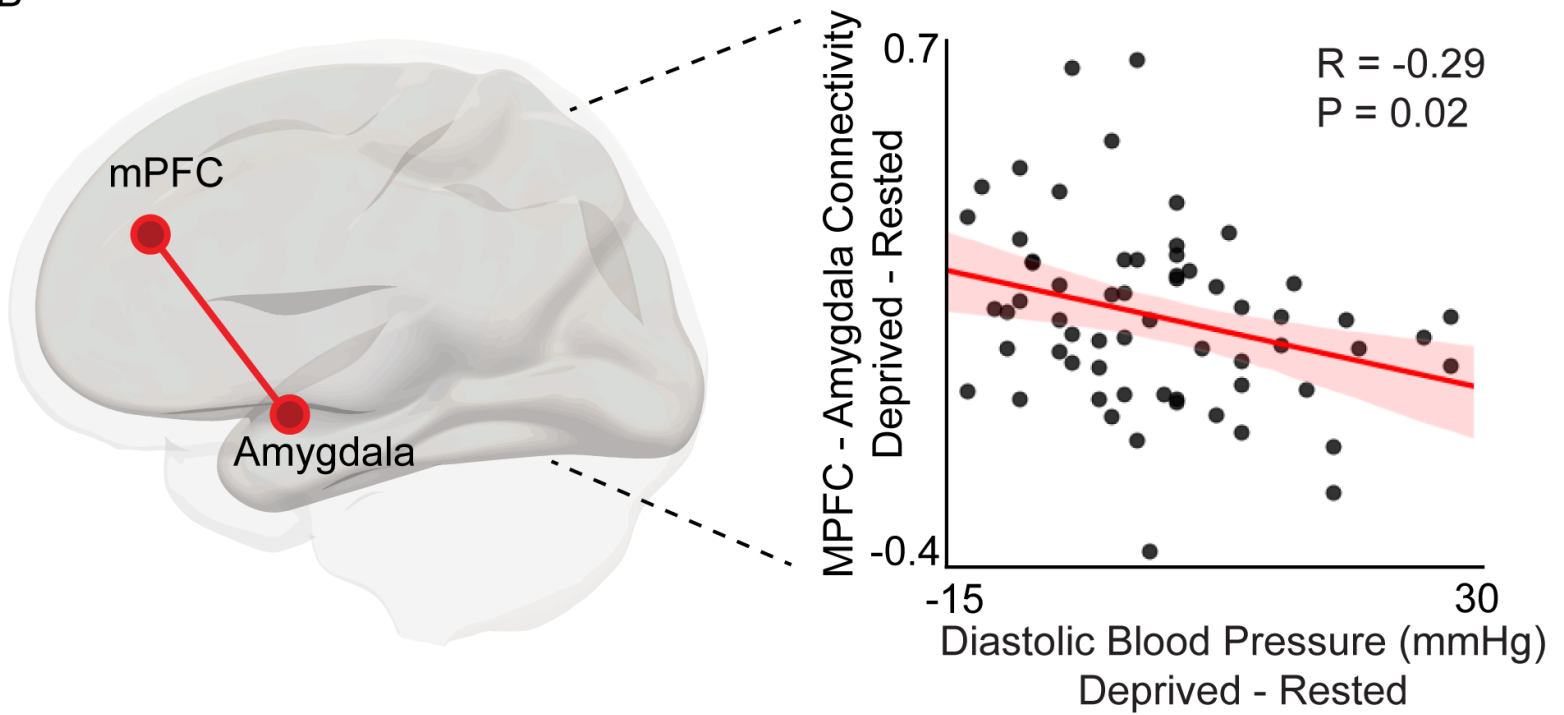 mPFC
Amygdala
MPFC - Amygdala Connectivity
Deprived - Rested
0.7
-0.4
R = -0.29
P = 0.02
-15
30
Diastolic Blood Pressure (mmHg)
Deprived - Rested